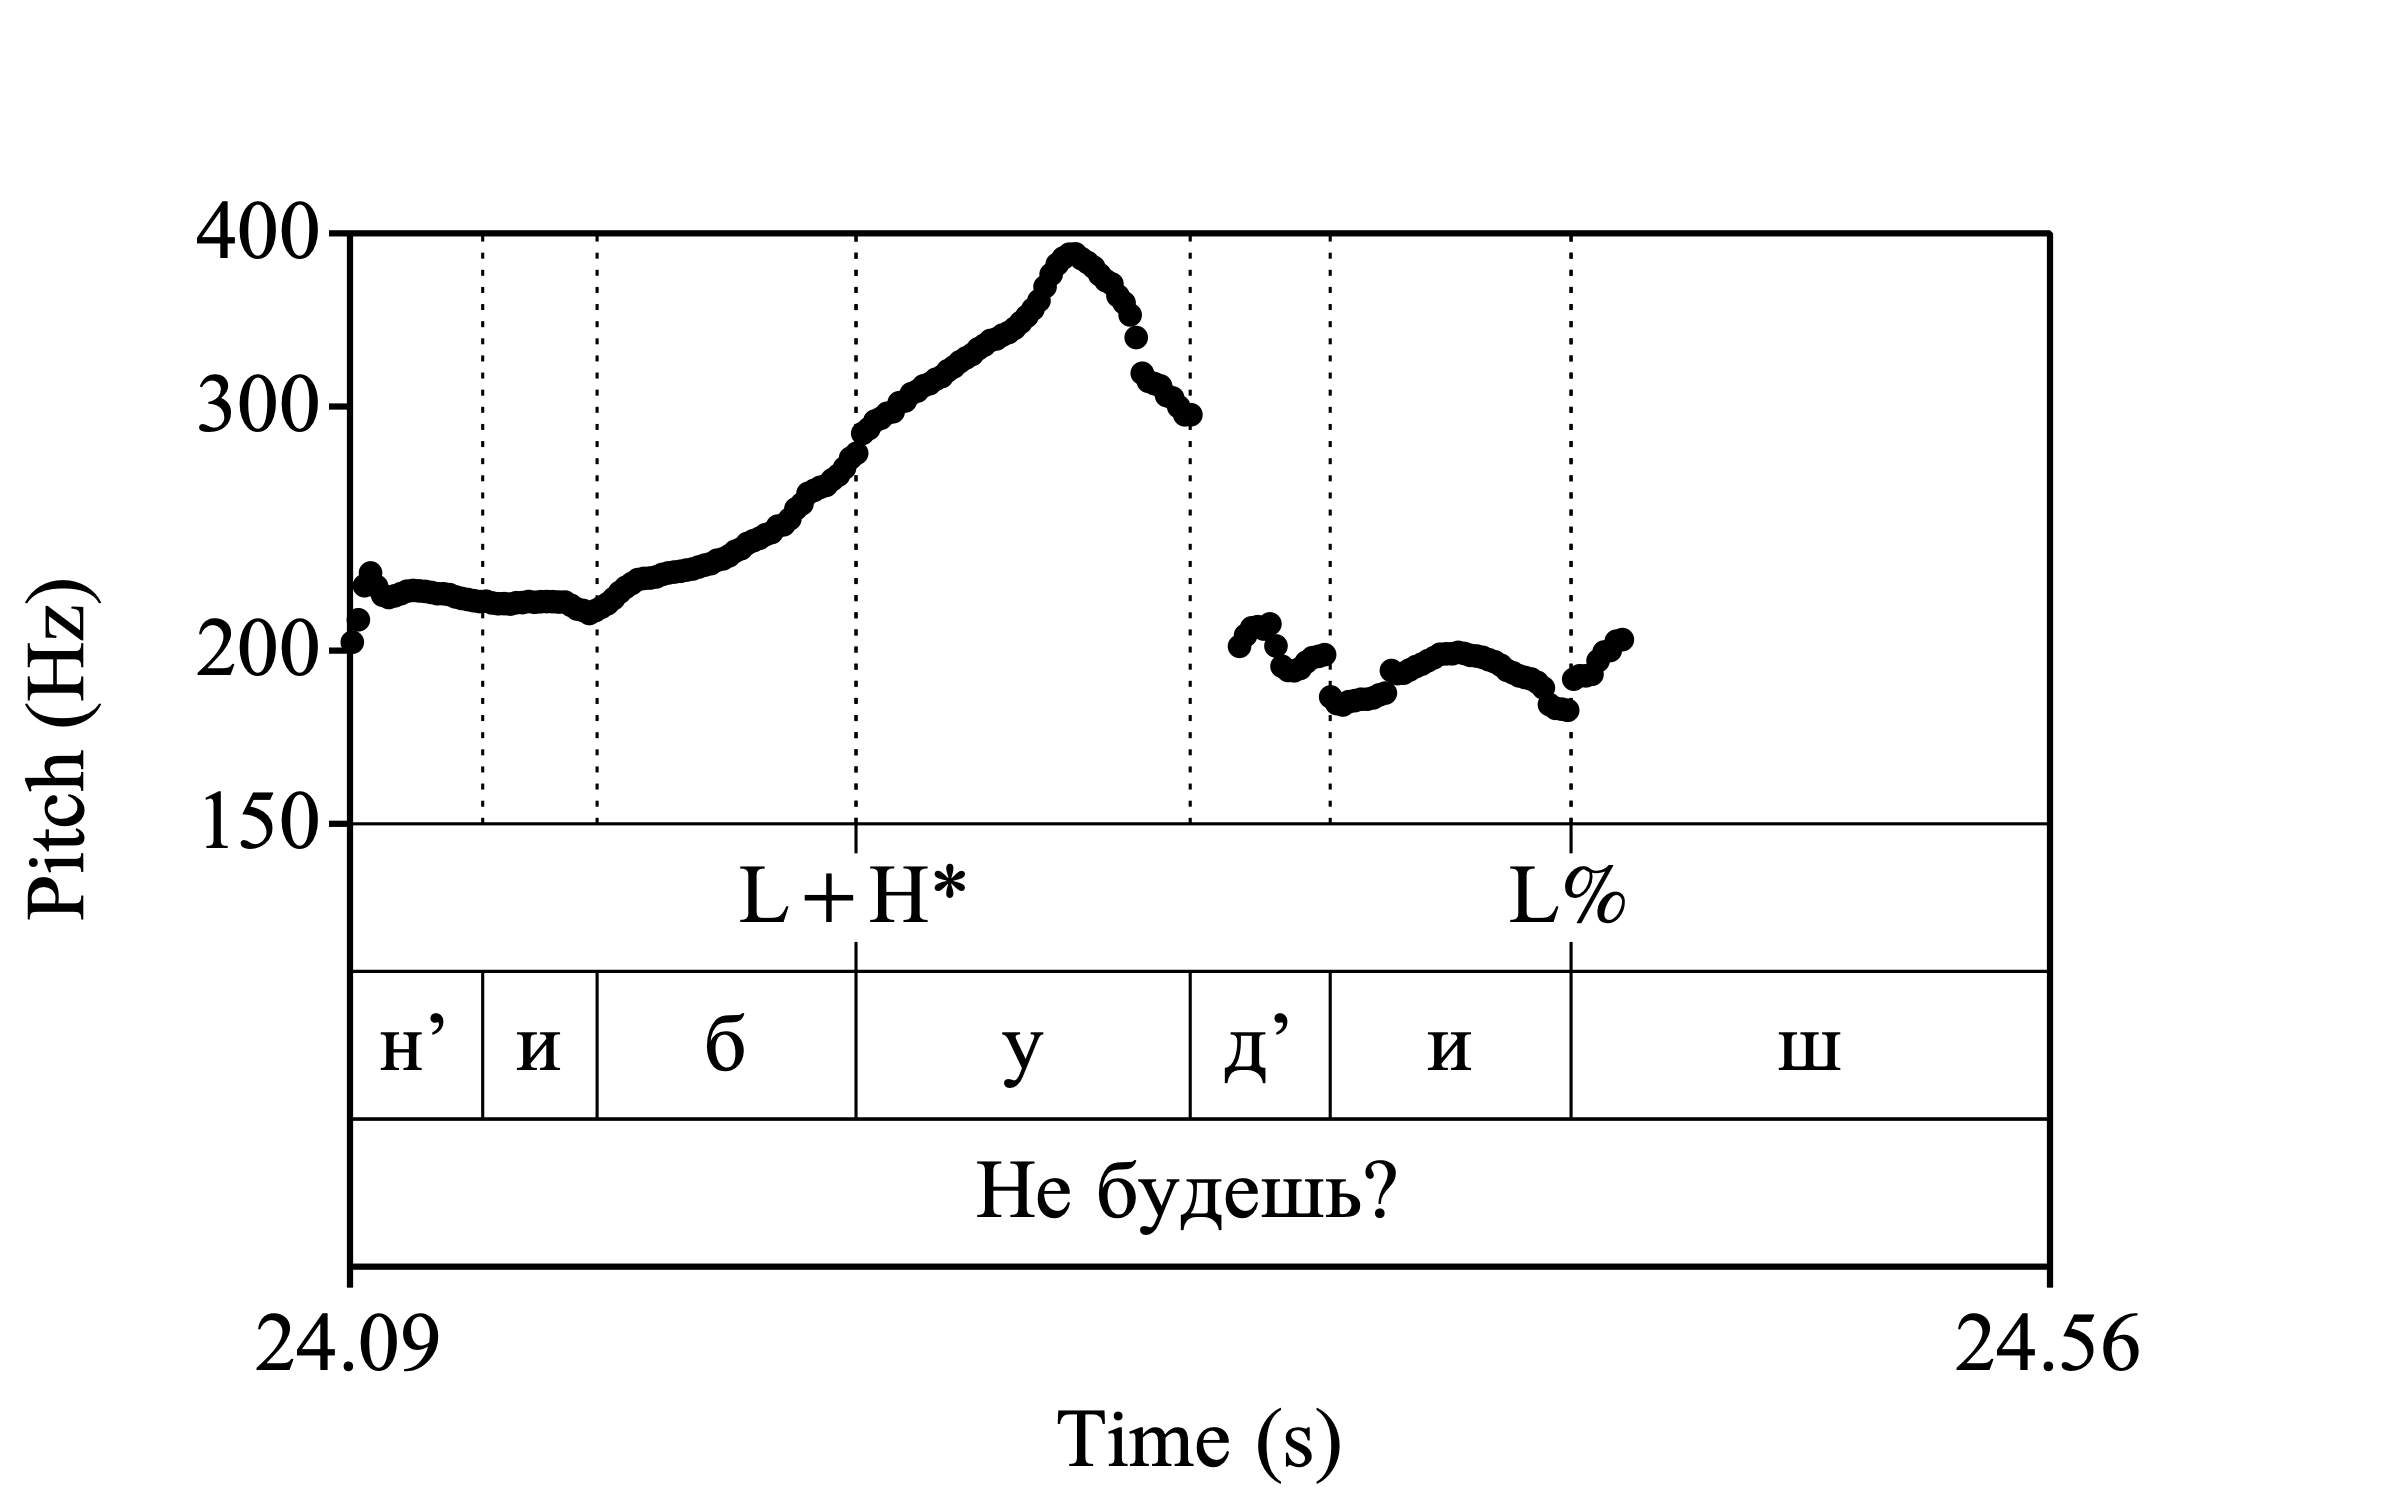 400
300
200
150
Pitch (Hz)
L+H* L%
н’ и б у д’ и ш
Не будешь?
24.09 24.56
Time (s)